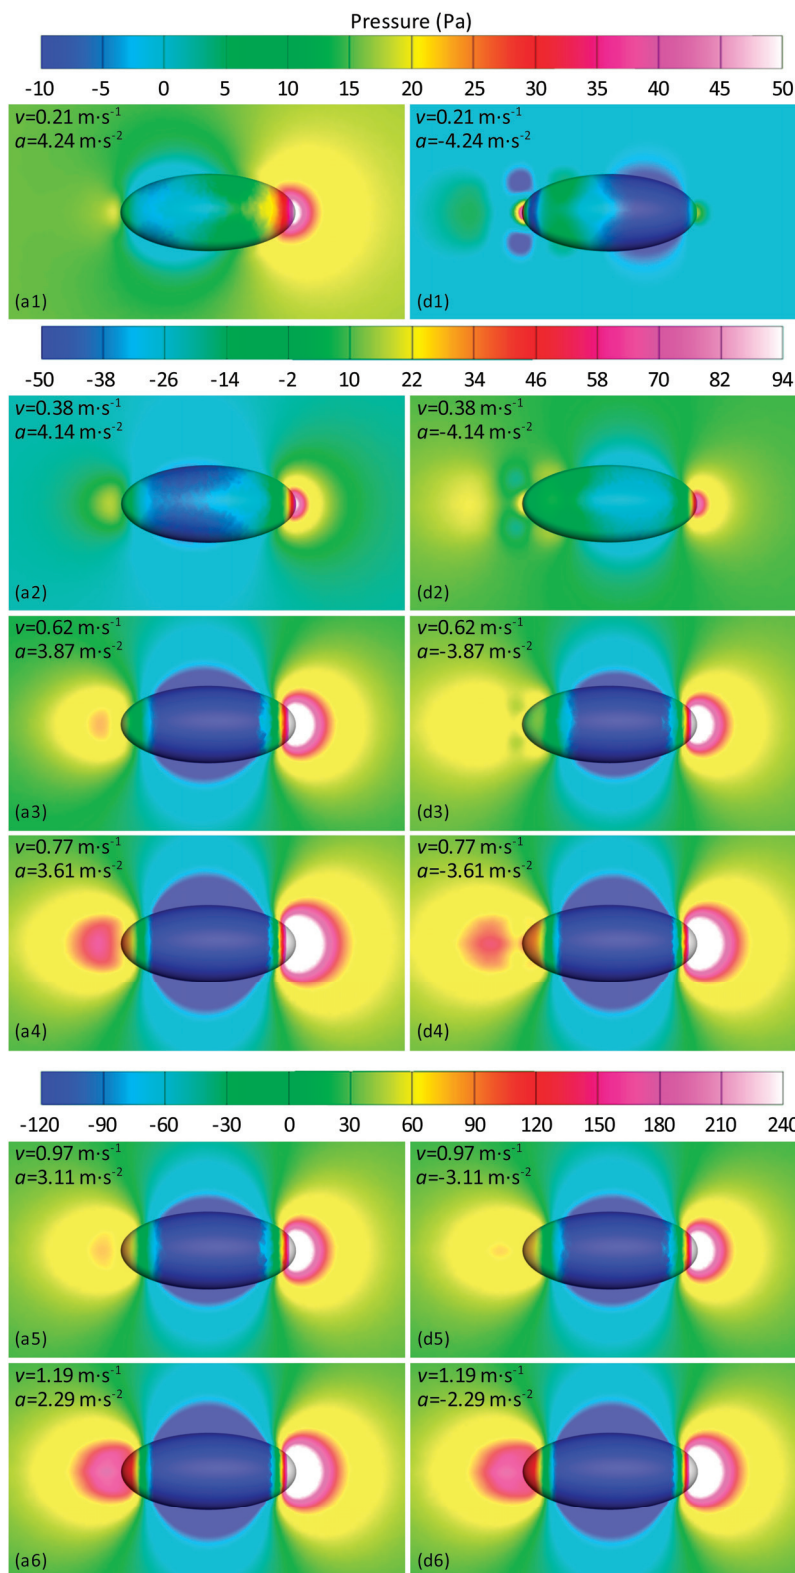 Pressure (Pa)
-10 -5 0 5 10 15 20 25 30 35 40 45 50
v=0.21 m·s⁻¹
a=4.24 m·s⁻²
(a1)
v=0.21 m·s⁻¹
a=-4.24 m·s⁻²
(d1)
-50 -38 -26 -14 -2 10 22 34 46 58 70 82 94
v=0.38 m·s⁻¹
a=4.14 m·s⁻²
(a2)
v=0.38 m·s⁻¹
a=-4.14 m·s⁻²
(d2)
v=0.62 m·s⁻¹
a=3.87 m·s⁻²
(a3)
v=0.62 m·s⁻¹
a=-3.87 m·s⁻²
(d3)
v=0.77 m·s⁻¹
a=3.61 m·s⁻²
(a4)
v=0.77 m·s⁻¹
a=-3.61 m·s⁻²
(d4)
-120 -90 -60 -30 0 30 60 90 120 150 180 210 240
v=0.97 m·s⁻¹
a=3.11 m·s⁻²
(a5)
v=0.97 m·s⁻¹
a=-3.11 m·s⁻²
(d5)
v=1.19 m·s⁻¹
a=2.29 m·s⁻²
(a6)
v=1.19 m·s⁻¹
a=-2.29 m·s⁻²
(d6)